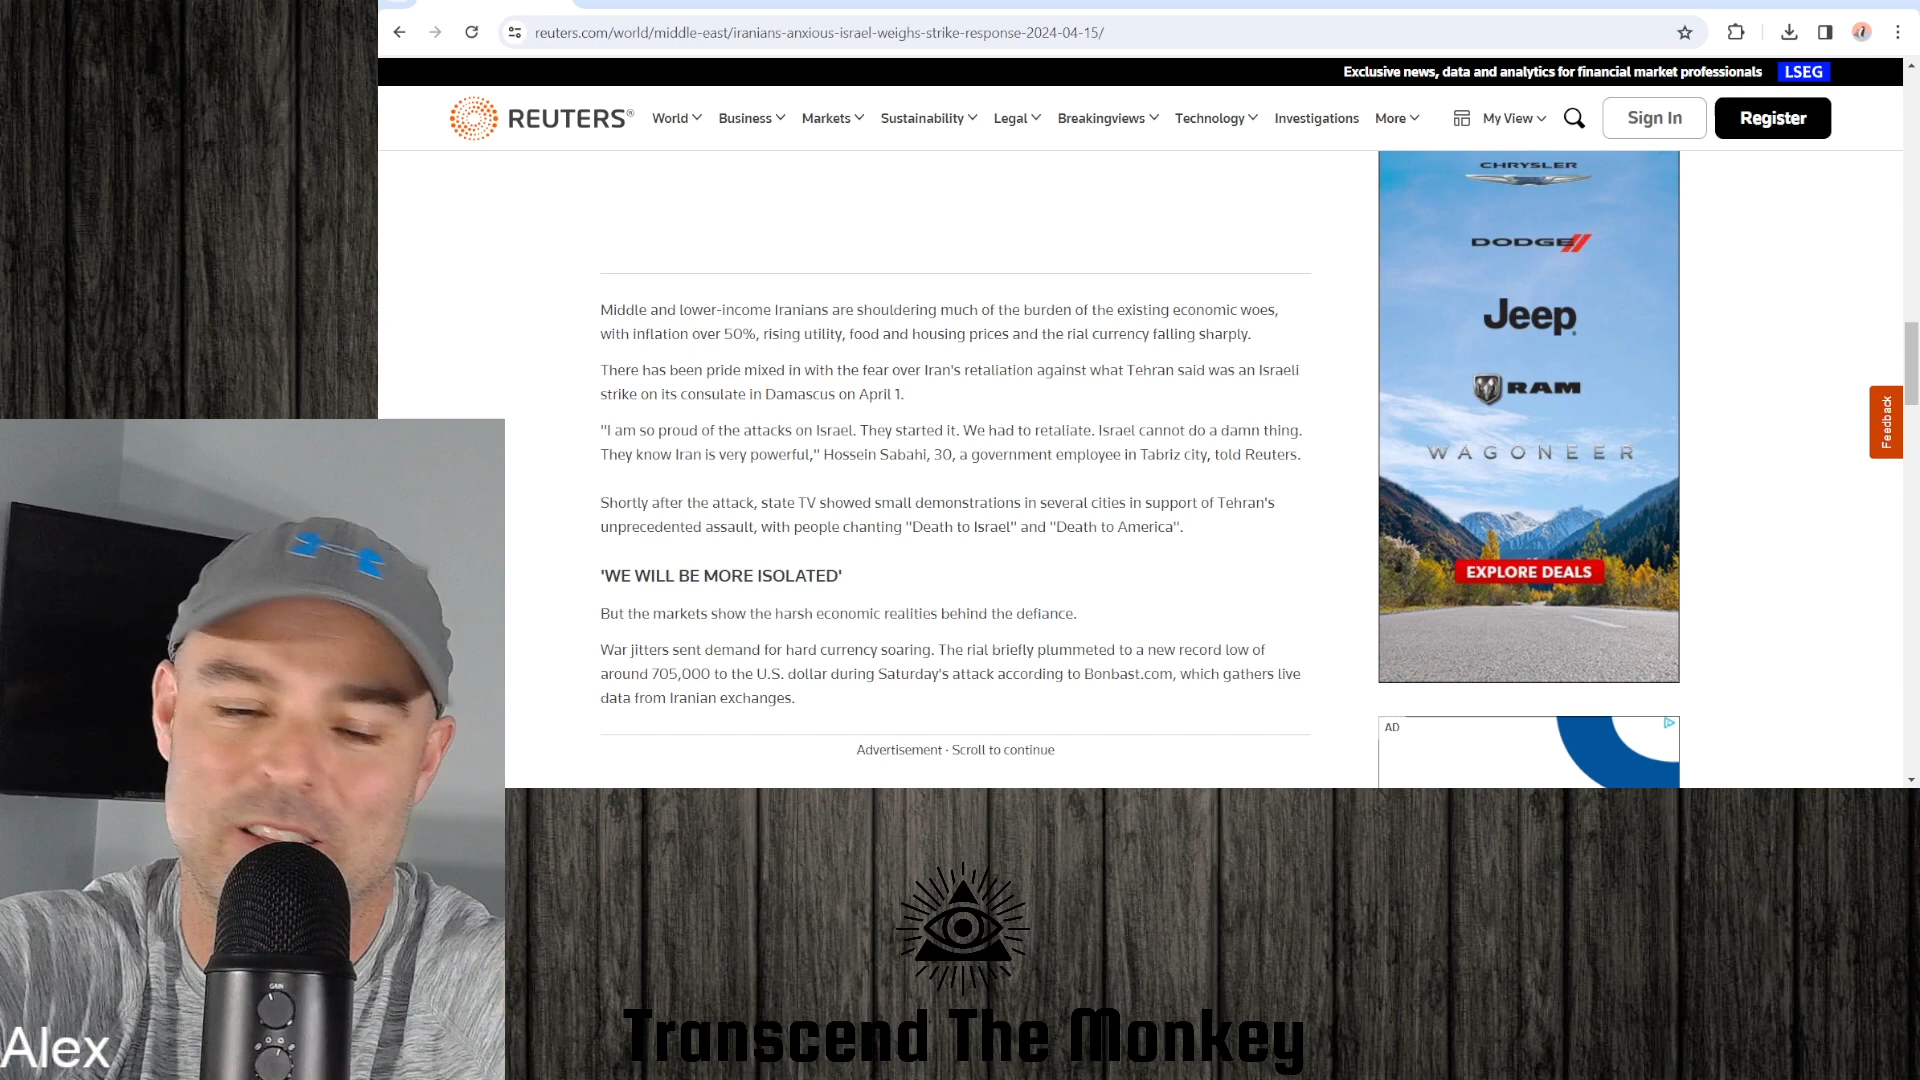 reuters.com/world/middle-east/iranians-anxious-israel-weighs-strike-response-2024-04-15/
Exclusive news, data and analytics for financial market professionals LSEG
REUTERS® World Business Markets Sustainability Legal Breakingviews Technology Investigations More My View Sign In Register
CHRYSLER
DODGE
Jeep
RAM
WAGONEER
EXPLORE DEALS
AD
Feedback
Middle and lower-income Iranians are shouldering much of the burden of the existing economic woes,
with inflation over 50%, rising utility, food and housing prices and the rial currency falling sharply.
There has been pride mixed in with the fear over Iran's retaliation against what Tehran said was an Israeli
strike on its consulate in Damascus on April 1.
"I am so proud of the attacks on Israel. They started it. We had to retaliate. Israel cannot do a damn thing.
They know Iran is very powerful," Hossein Sabahi, 30, a government employee in Tabriz city, told Reuters.
Shortly after the attack, state TV showed small demonstrations in several cities in support of Tehran's
unprecedented assault, with people chanting "Death to Israel" and "Death to America".
'WE WILL BE MORE ISOLATED'
But the markets show the harsh economic realities behind the defiance.
War jitters sent demand for hard currency soaring. The rial briefly plummeted to a new record low of
around 705,000 to the U.S. dollar during Saturday's attack according to Bonbast.com, which gathers live
data from Iranian exchanges.
Advertisement · Scroll to continue
GAIN
Alex
Transcend The Monkey